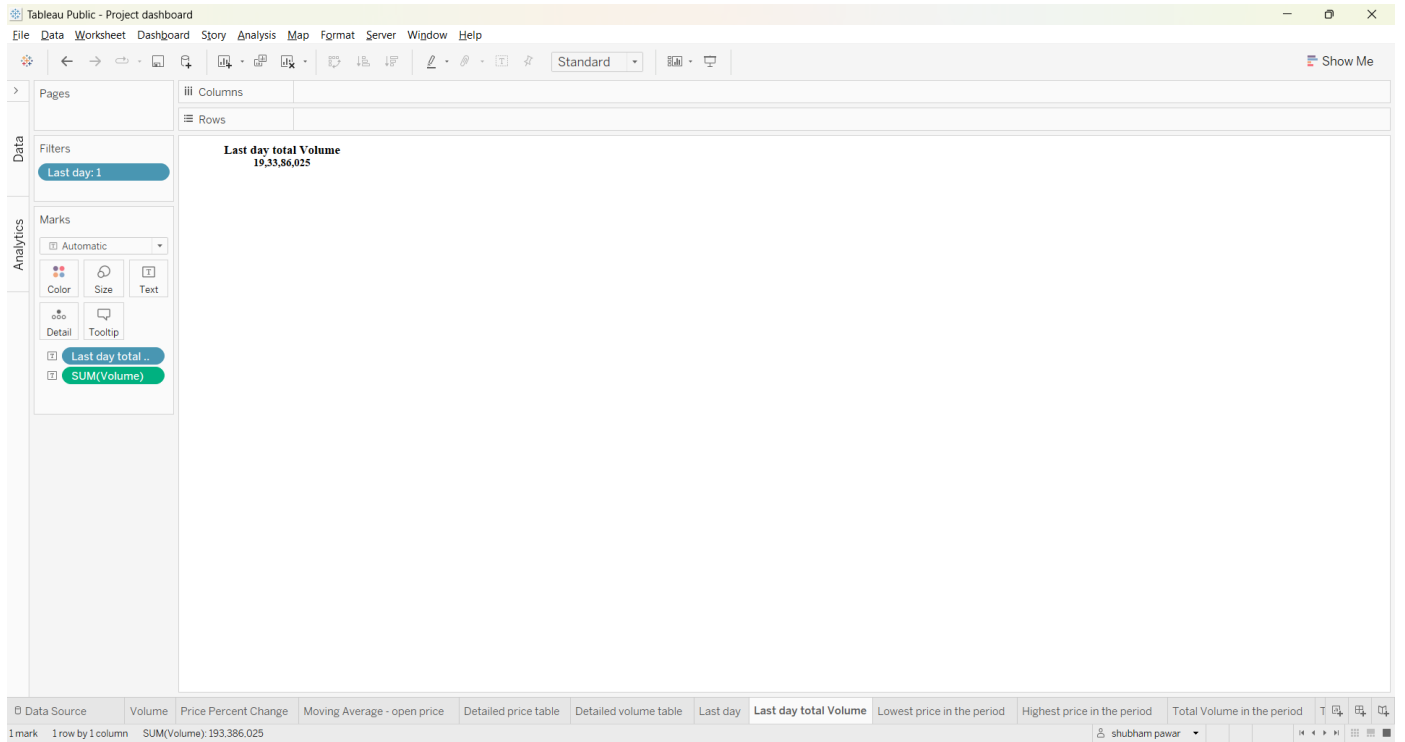 Tableau Public - Project dashboard
File Data Worksheet Dashboard Story Analysis Map Format Server Window Help
Standard
Show Me
Pages
iii Columns
Rows
Data
Analytics
Filters
Last day: 1
Marks
Automatic
Color Size Text
Detail Tooltip
Last day total ..
SUM(Volume)
Last day total Volume
19,33,86,025
Data Source Volume Price Percent Change Moving Average - open price Detailed price table Detailed volume table Last day Last day total Volume Lowest price in the period Highest price in the period Total Volume in the period T
1 mark 1 row by 1 column SUM(Volume): 193,386,025 shubham pawar